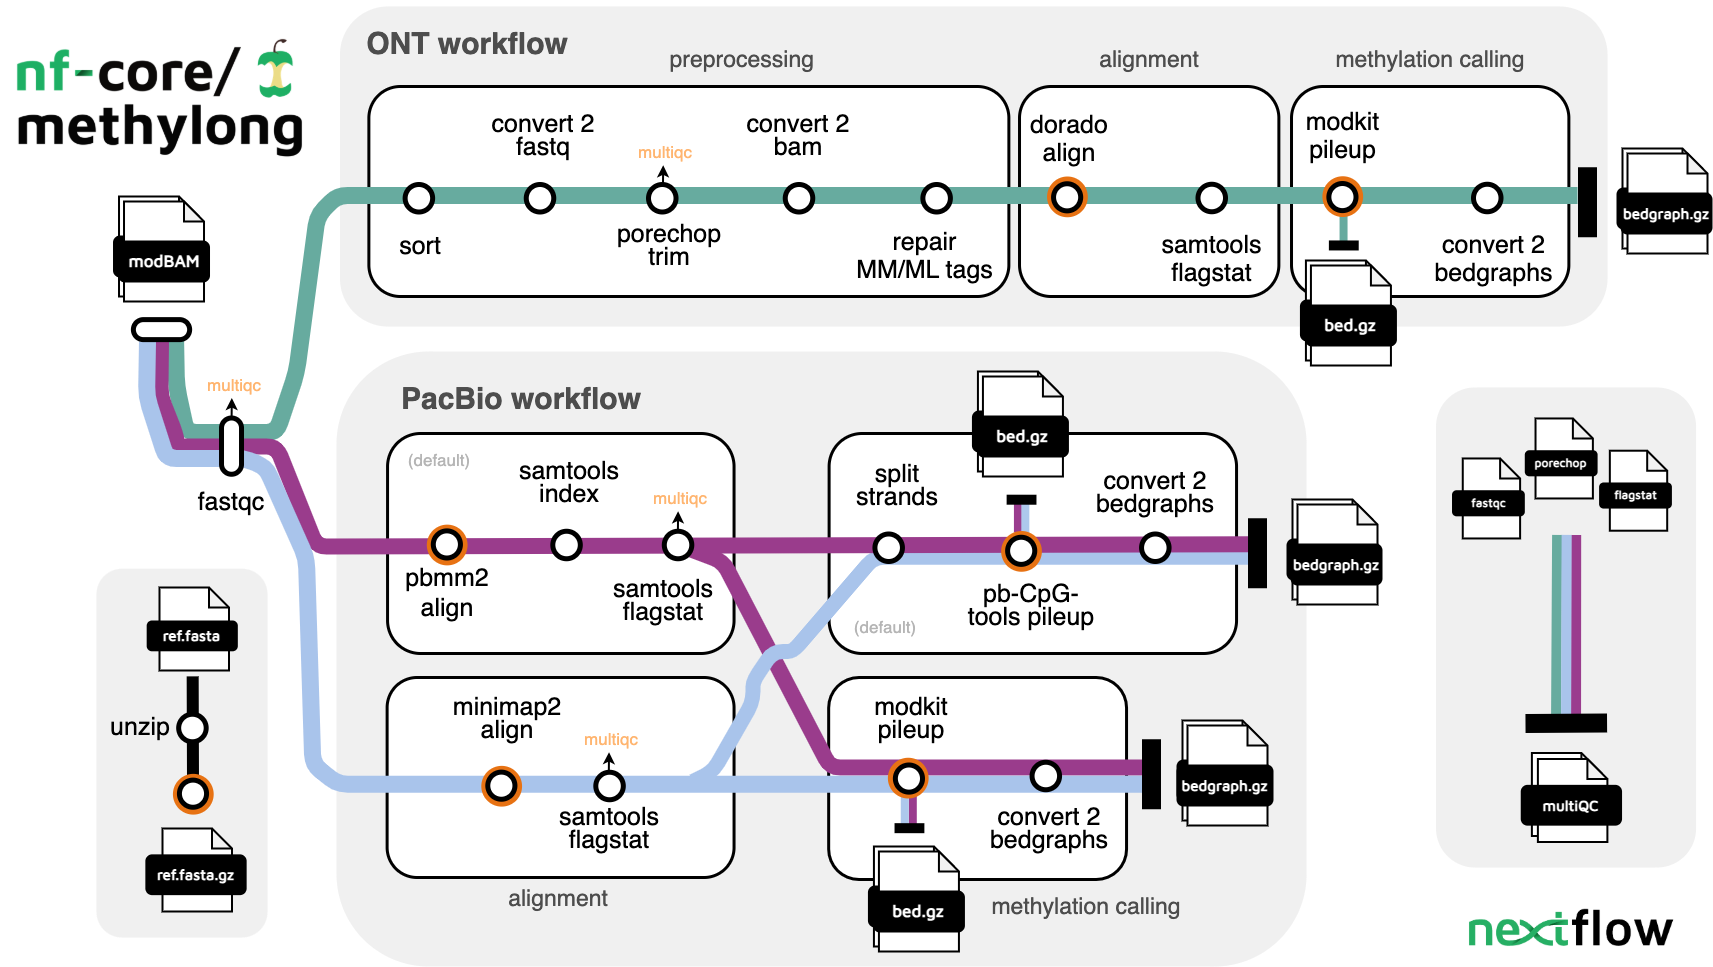 nf-core/
methylong
ONT workflow
preprocessing
alignment
methylation calling
sort
convert 2
fastq
multiqc
porechop
trim
convert 2
bam
repair
MM/ML tags
dorado
align
samtools
flagstat
modkit
pileup
convert 2
bedgraphs
bedgraph.gz
bed.gz
modBAM
multiqc
fastqc
PacBio workflow
(default)
pbmm2
align
samtools
index
multiqc
samtools
flagstat
split
strands
bed.gz
pb-CpG-
tools pileup
convert 2
bedgraphs
(default)
bedgraph.gz
minimap2
align
multiqc
samtools
flagstat
alignment
modkit
pileup
convert 2
bedgraphs
bedgraph.gz
bed.gz
methylation calling
ref.fasta
unzip
ref.fasta.gz
fastqc
porechop
flagstat
multiQC
nextflow